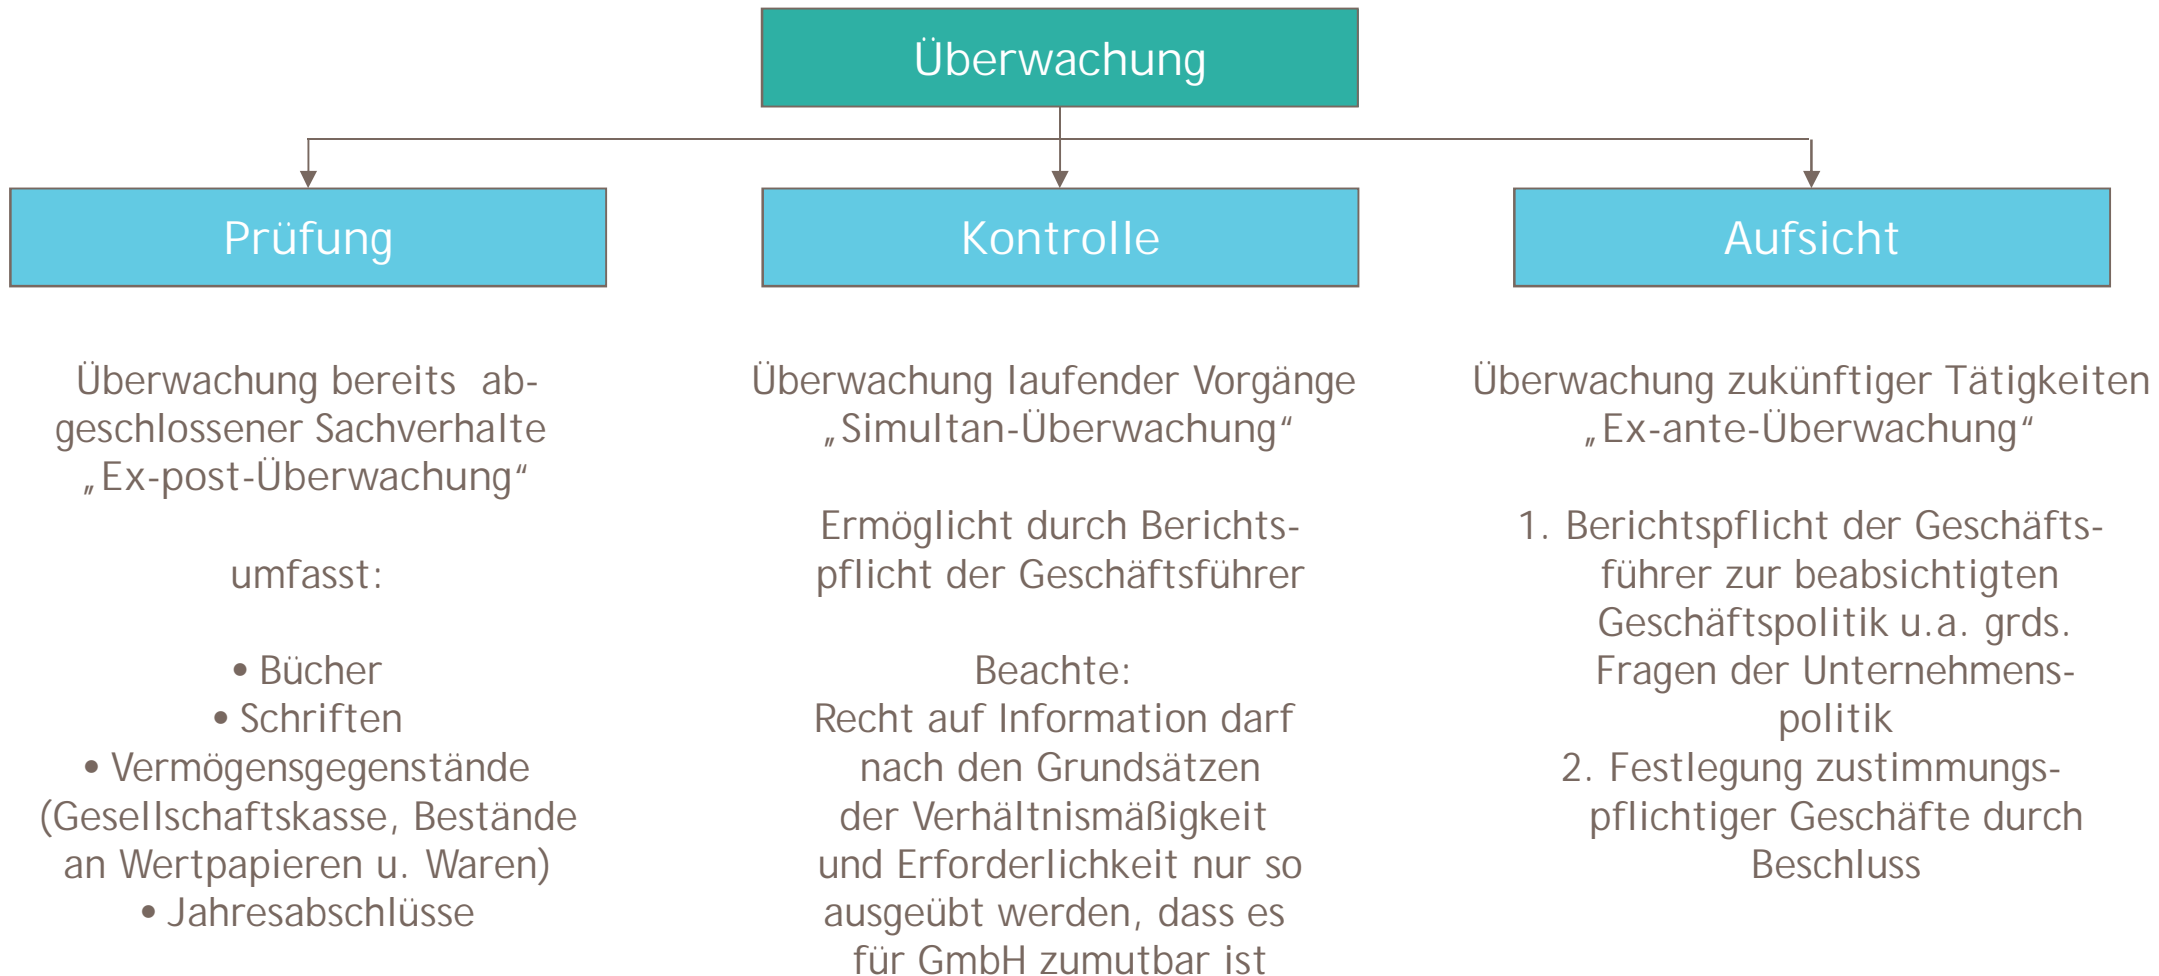 Überwachung
Prüfung
Überwachung bereits ab-
geschlossener Sachverhalte
„Ex-post-Überwachung“
umfasst:
• Bücher
• Schriften
• Vermögensgegenstände
(Gesellschaftskasse, Bestände
an Wertpapieren u. Waren)
• Jahresabschlüsse
Kontrolle
Überwachung laufender Vorgänge
„Simultan-Überwachung“
Ermöglicht durch Berichts-
pflicht der Geschäftsführer
Beachte:
Recht auf Information darf
nach den Grundsätzen
der Verhältnismäßigkeit
und Erforderlichkeit nur so
ausgeübt werden, dass es
für GmbH zumutbar ist
Aufsicht
Überwachung zukünftiger Tätigkeiten
„Ex-ante-Überwachung“
1. Berichtspflicht der Geschäfts-
führer zur beabsichtigten
Geschäftspolitik u.a. grds.
Fragen der Unternehmens-
politik
2. Festlegung zustimmungs-
pflichtiger Geschäfte durch
Beschluss